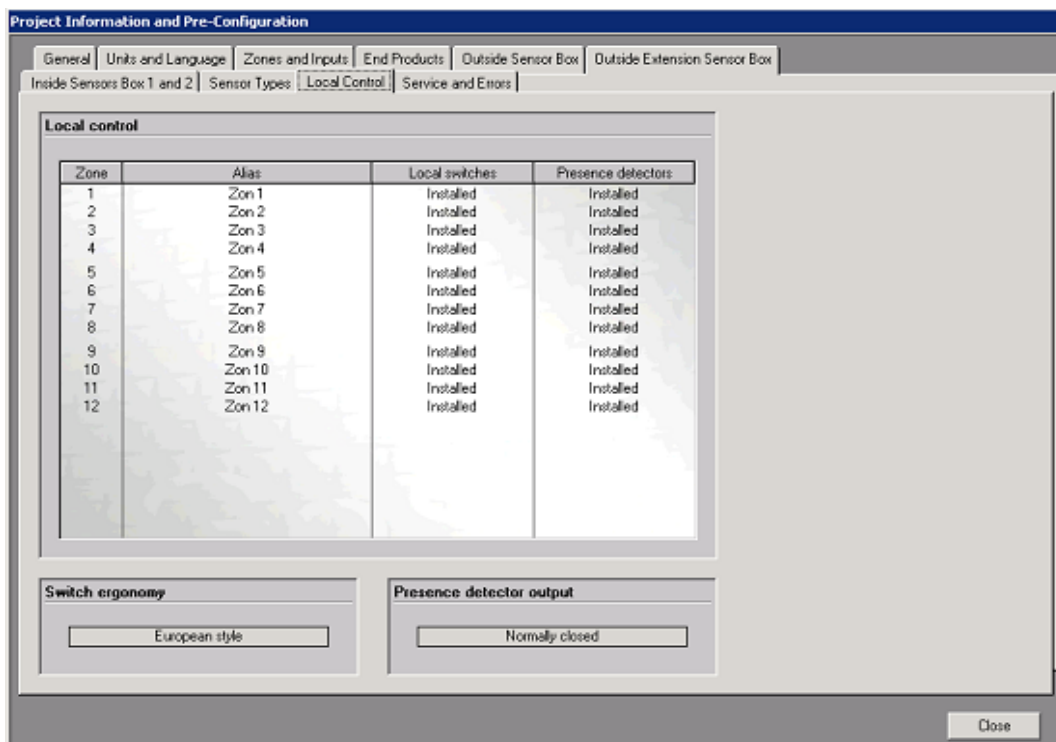 Project Information and Pre-Configuration
General Units and Language Zones and Inputs End Products Outside Sensor Box Outside Extension Sensor Box
Inside Sensors Box 1 and 2 Sensor Types Local Control Service and Errors
Local control
Zone Alias Local switches Presence detectors
1 Zon 1 Installed Installed
2 Zon 2 Installed Installed
3 Zon 3 Installed Installed
4 Zon 4 Installed Installed
5 Zon 5 Installed Installed
6 Zon 6 Installed Installed
7 Zon 7 Installed Installed
8 Zon 8 Installed Installed
9 Zon 9 Installed Installed
10 Zon 10 Installed Installed
11 Zon 11 Installed Installed
12 Zon 12 Installed Installed
Switch ergonomy Presence detector output
European style Normally closed
Close